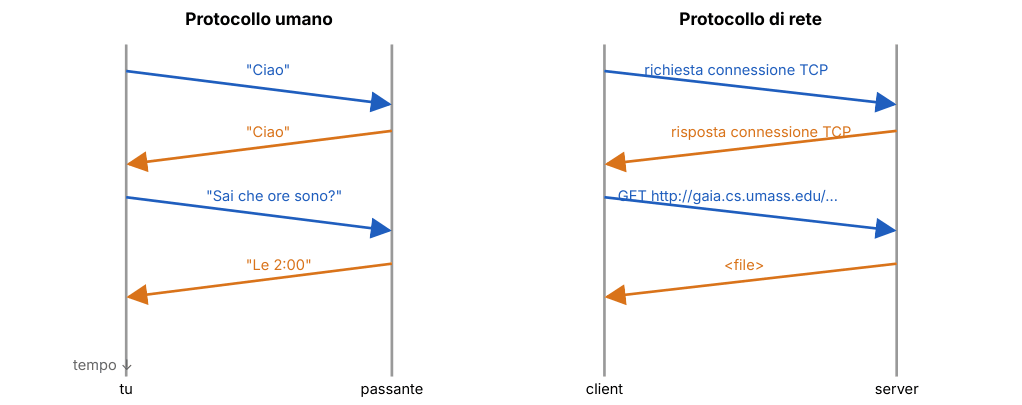 Protocollo umano
"Ciao"
"Ciao"
"Sai che ore sono?"
"Le 2:00"
tempo ↓
tu
passante
Protocollo di rete
richiesta connessione TCP
risposta connessione TCP
GET http://gaia.cs.umass.edu/...
<file>
client
server